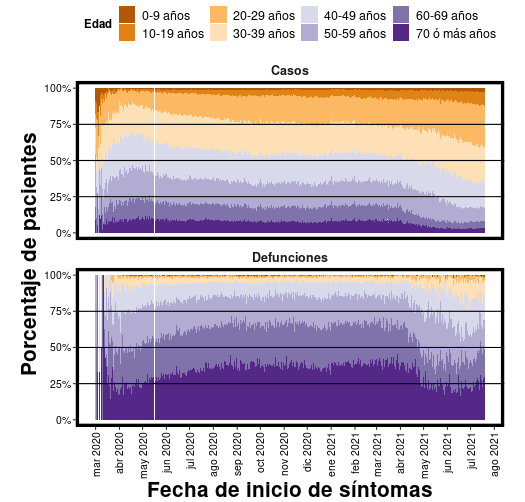 Edad
0-9 años 20-29 años 40-49 años 60-69 años
10-19 años 30-39 años 50-59 años 70 ó más años
Casos
100%
75%
50%
25%
0%
Defunciones
100%
75%
50%
25%
0%
Porcentaje de pacientes
mar 2020
abr 2020
may 2020
jun 2020
jul 2020
ago 2020
sep 2020
oct 2020
nov 2020
dic 2020
ene 2021
feb 2021
mar 2021
abr 2021
may 2021
jun 2021
jul 2021
ago 2021
Fecha de inicio de síntomas